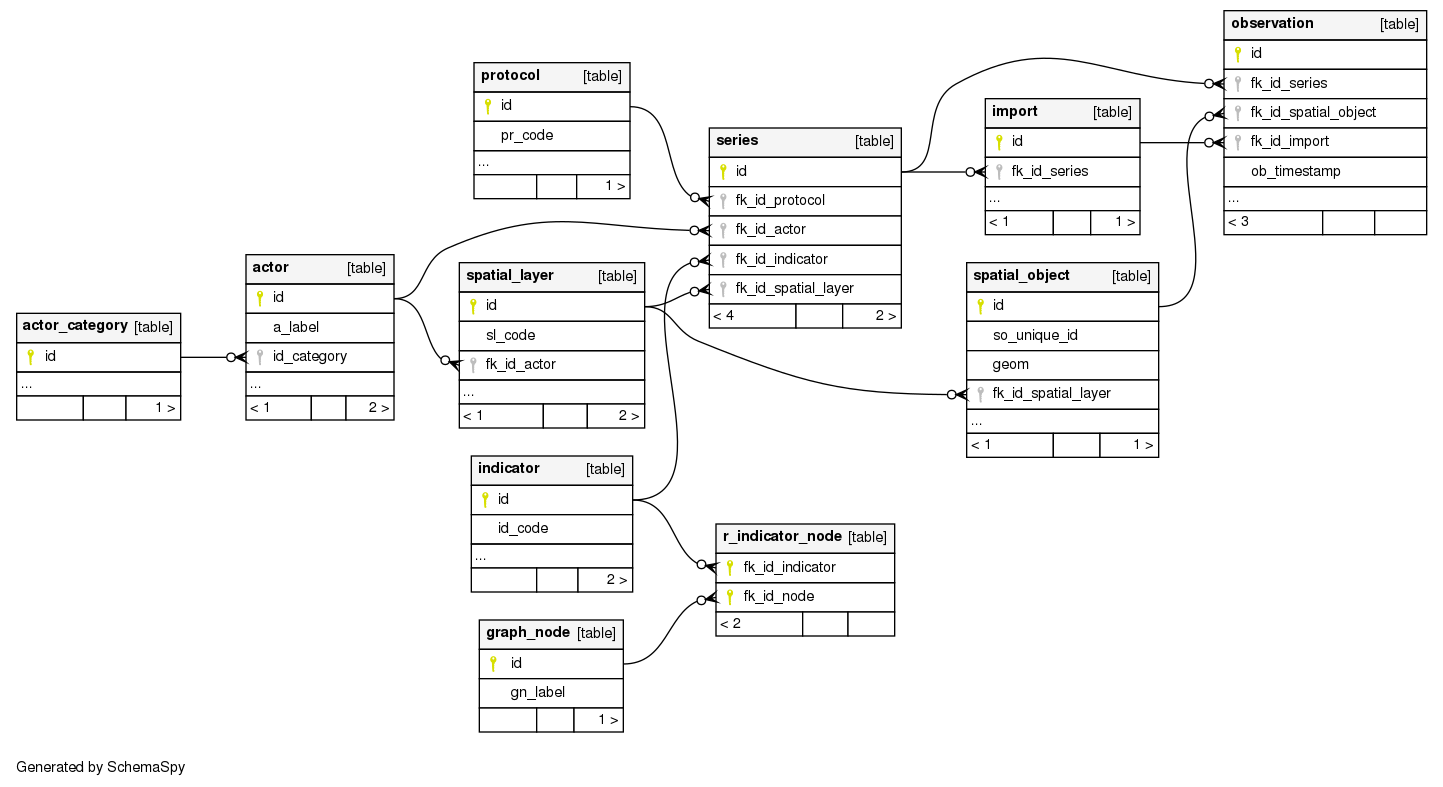 observation [table]
id
fk_id_series
fk_id_spatial_object
fk_id_import
ob_timestamp
...
< 3
protocol [table]
id
pr_code
...
1 >
import [table]
id
fk_id_series
...
< 1 1 >
series [table]
id
fk_id_protocol
fk_id_actor
fk_id_indicator
fk_id_spatial_layer
< 4 2 >
actor [table]
id
a_label
id_category
...
< 1 2 >
spatial_layer [table]
id
sl_code
fk_id_actor
...
< 1 2 >
spatial_object [table]
id
so_unique_id
geom
fk_id_spatial_layer
...
< 1 1 >
actor_category [table]
id
...
1 >
indicator [table]
id
id_code
...
2 >
r_indicator_node [table]
fk_id_indicator
fk_id_node
< 2
graph_node [table]
id
gn_label
1 >
Generated by SchemaSpy